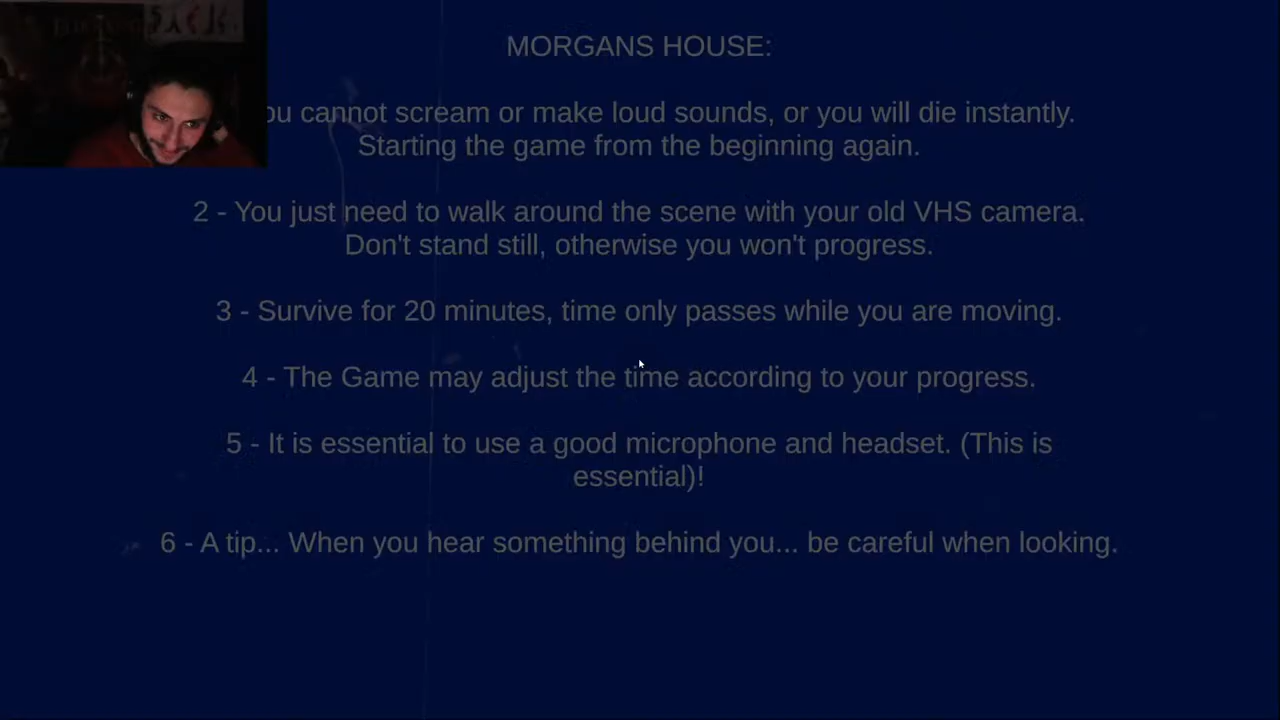 MORGANS HOUSE:
cannot scream or make loud sounds, or you will die instantly.
Starting the game from the beginning again.
2 - You just need to walk around the scene with your old VHS camera.
Don't stand still, otherwise you won't progress.
3 - Survive for 20 minutes, time only passes while you are moving.
4 - The Game may adjust the time according to your progress.
5 - It is essential to use a good microphone and headset. (This is
essential)!
6 - A tip... When you hear something behind you... be careful when looking.